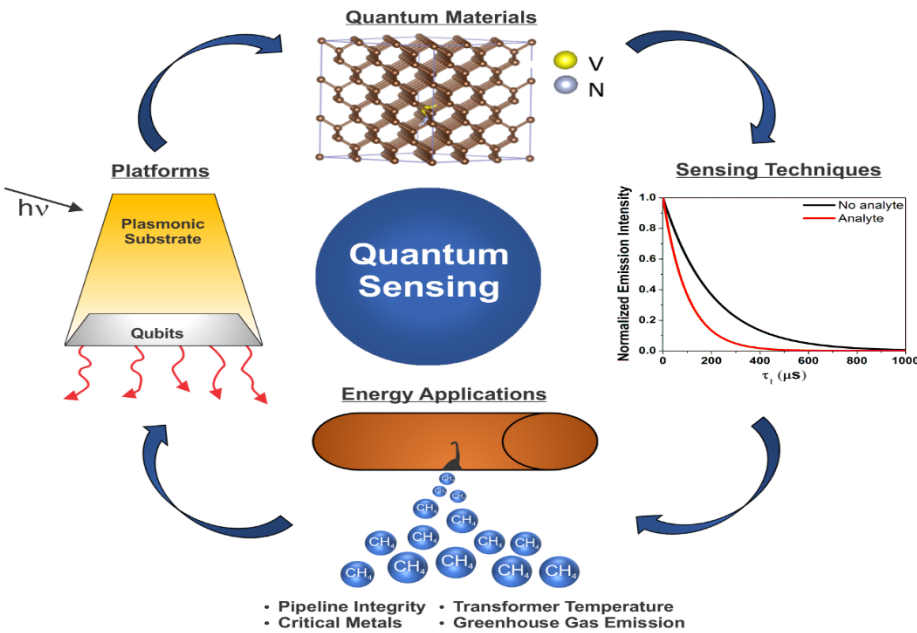 Quantum Materials
V
N
Platforms
hν
Plasmonic
Substrate
Qubits
Quantum
Sensing
Sensing Techniques
No analyte
Analyte
Normalized Emission Intensity
1.0
0.8
0.6
0.4
0.2
0.0
0
200
400
600
800
1000
τ₁ (μs)
Energy Applications
CH₄
CH₄
CH₄
CH₄
CH₄
CH₄
CH₄
CH₄
CH₄
CH₄
CH₄
CH₄
CH₄
CH₄
• Pipeline Integrity • Transformer Temperature
• Critical Metals • Greenhouse Gas Emission